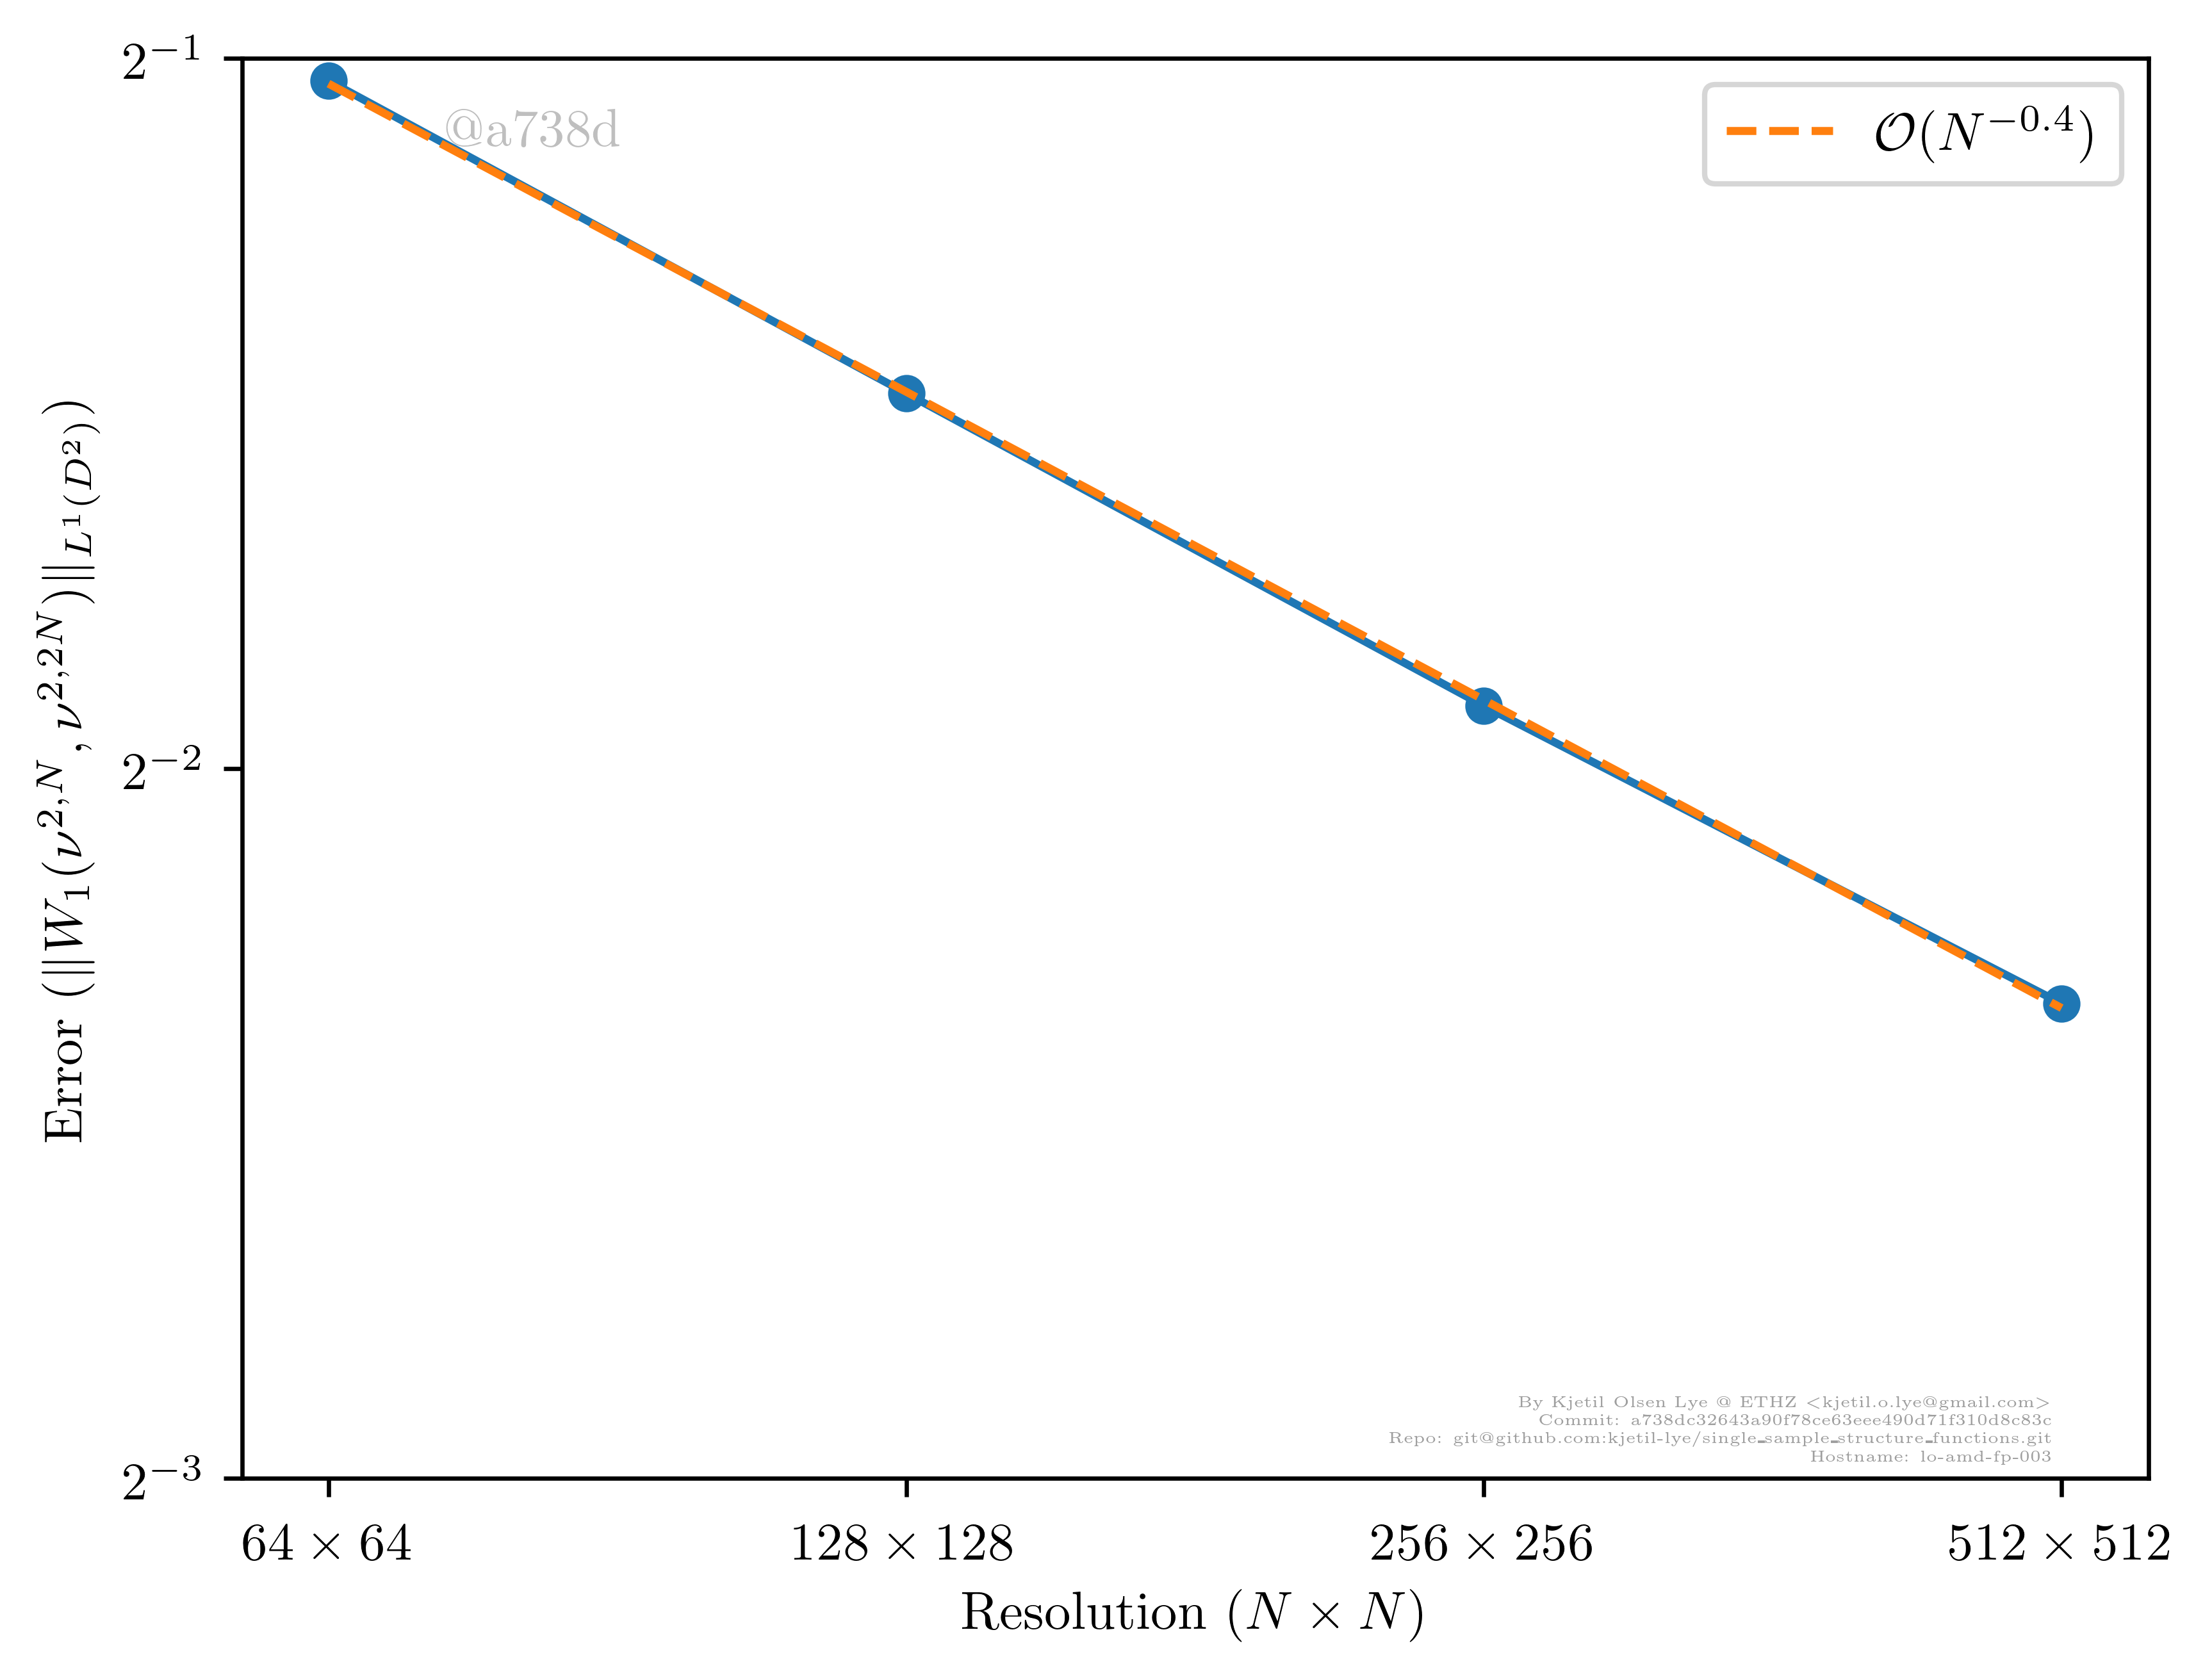 2^{-1}
@a738d
O(N^{-0.4})
Error (||W_1(ν^{2,N}, ν^{2,2N})||_{L^1(D^2)})
2^{-2}
2^{-3}
By Kjetil Olsen Lye @ ETHZ <kjetil.o.lye@gmail.com>
Commit: a738dc32643a90f78ce63eee490d71f310d8c83c
Repo: git@github.com:kjetil-lye/single_sample_structure_functions.git
Hostname: lo-amd-fp-003
64 × 64
128 × 128
256 × 256
512 × 512
Resolution (N × N)